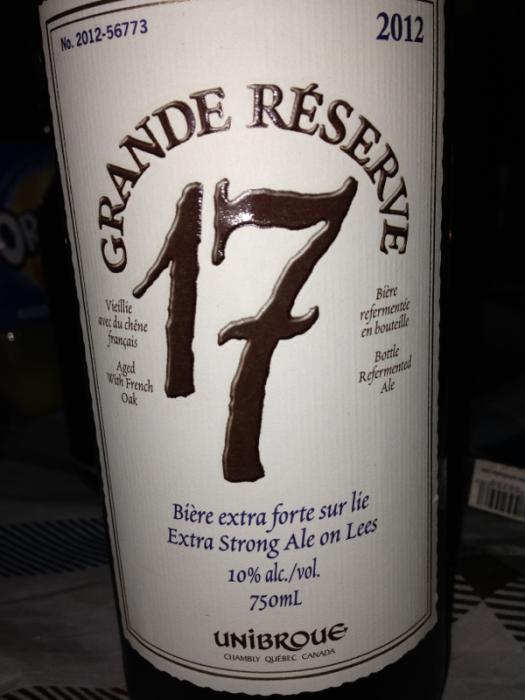 No. 2012-56773
2012
GRANDE RÉSERVE
17
Vieillie
avec du chêne
français
Aged
With French
Oak
Bière
refermentée
en bouteille
Bottle
Refermented
Ale
Bière extra forte sur lie
Extra Strong Ale on Lees
10% alc./vol.
750mL
UNIBROUE
CHAMBLY QUÉBEC CANADA
OR